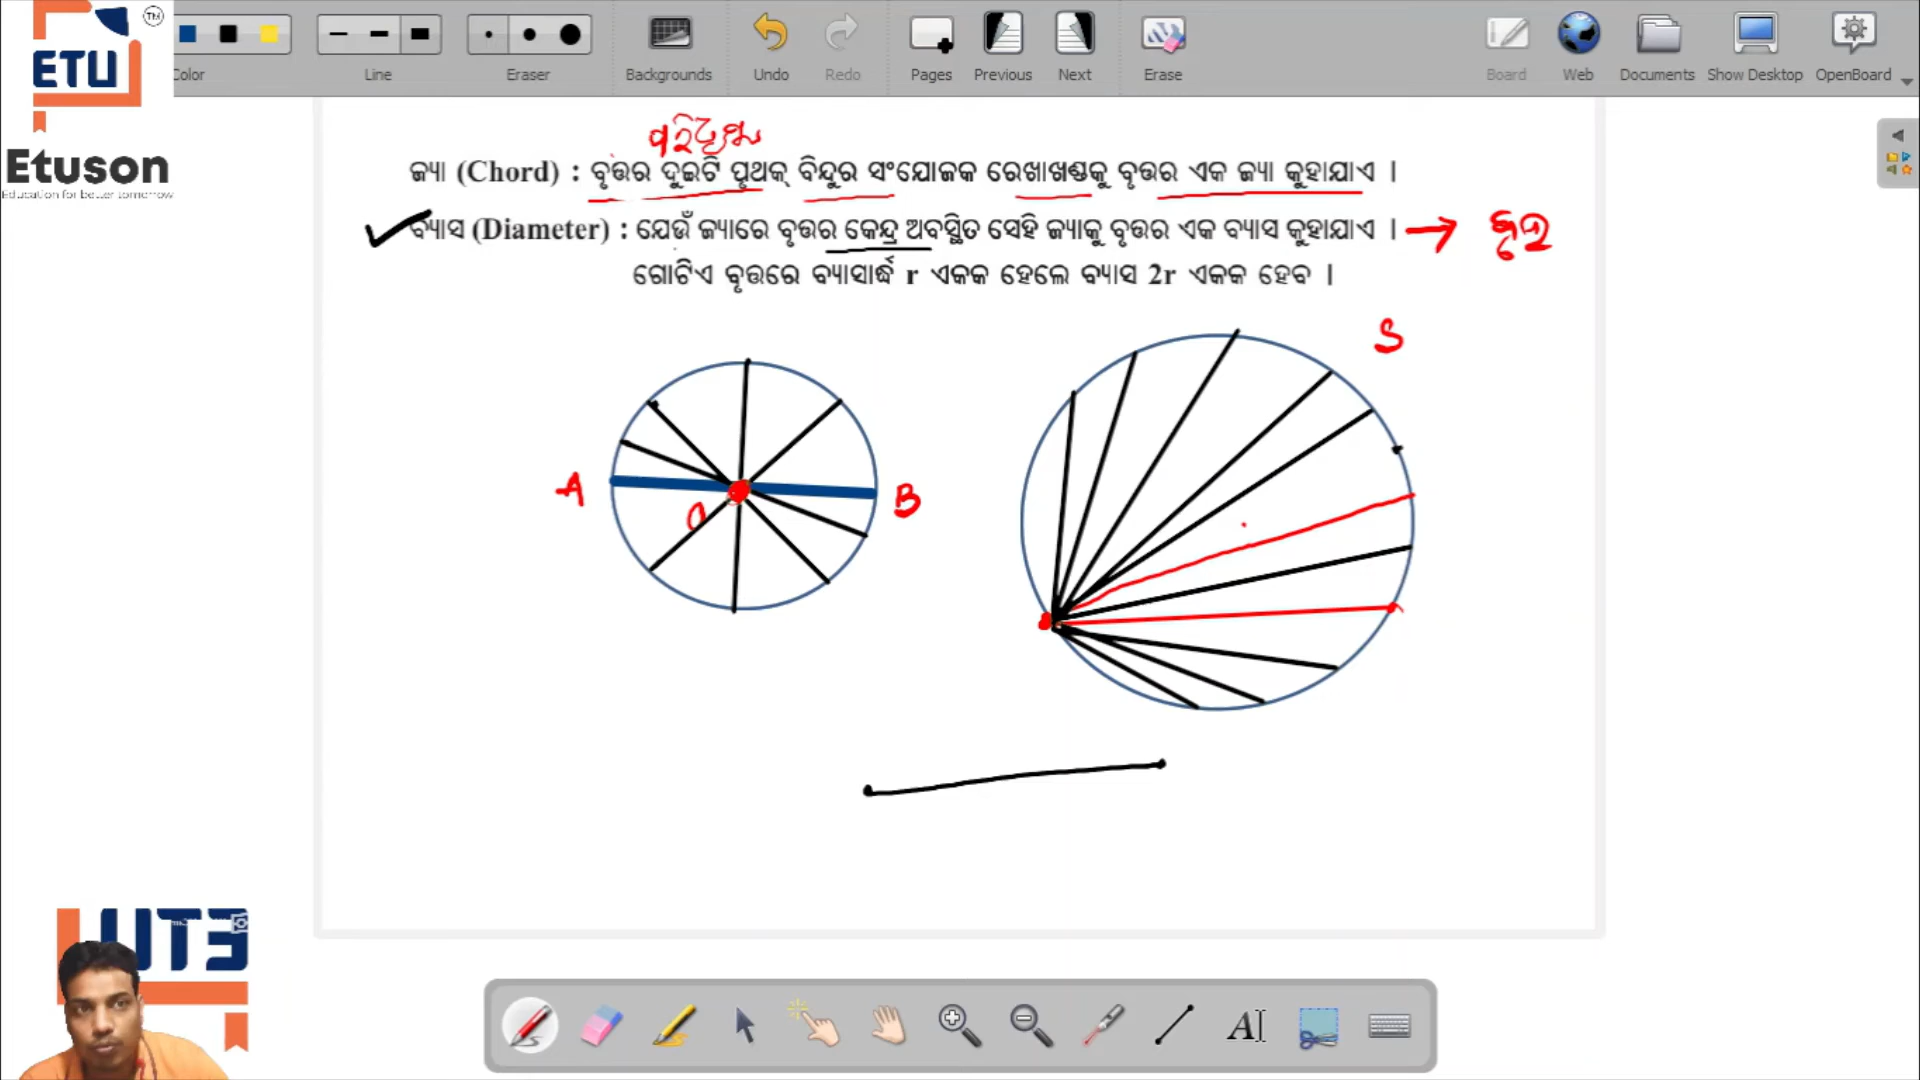 TM
ETU
Etuson
Education for better tomorrow
Color
Line
Eraser
Backgrounds
Undo
Redo
Pages
Previous
Next
Erase
Board
Web
Documents
Show Desktop
OpenBoard
ଜ୍ୟା (Chord) : ବୃତ୍ତର ଦୁଇଟି ପୃଥକ୍ ବିନ୍ଦୁର ସଂଯୋଜକ ରେଖାଖଣ୍ଡକୁ ବୃତ୍ତର ଏକ ଜ୍ୟା କୁହାଯାଏ ।
ବ୍ୟାସ (Diameter) : ଯେଉଁ ଜ୍ୟାରେ ବୃତ୍ତର କେନ୍ଦ୍ର ଅବସ୍ଥିତ ସେହି ଜ୍ୟାକୁ ବୃତ୍ତର ଏକ ବ୍ୟାସ କୁହାଯାଏ ।
ଗୋଟିଏ ବୃତ୍ତରେ ବ୍ୟାସାର୍ଦ୍ଧ r ଏକକ ହେଲେ ବ୍ୟାସ 2r ଏକକ ହେବ ।
S
A
B
O